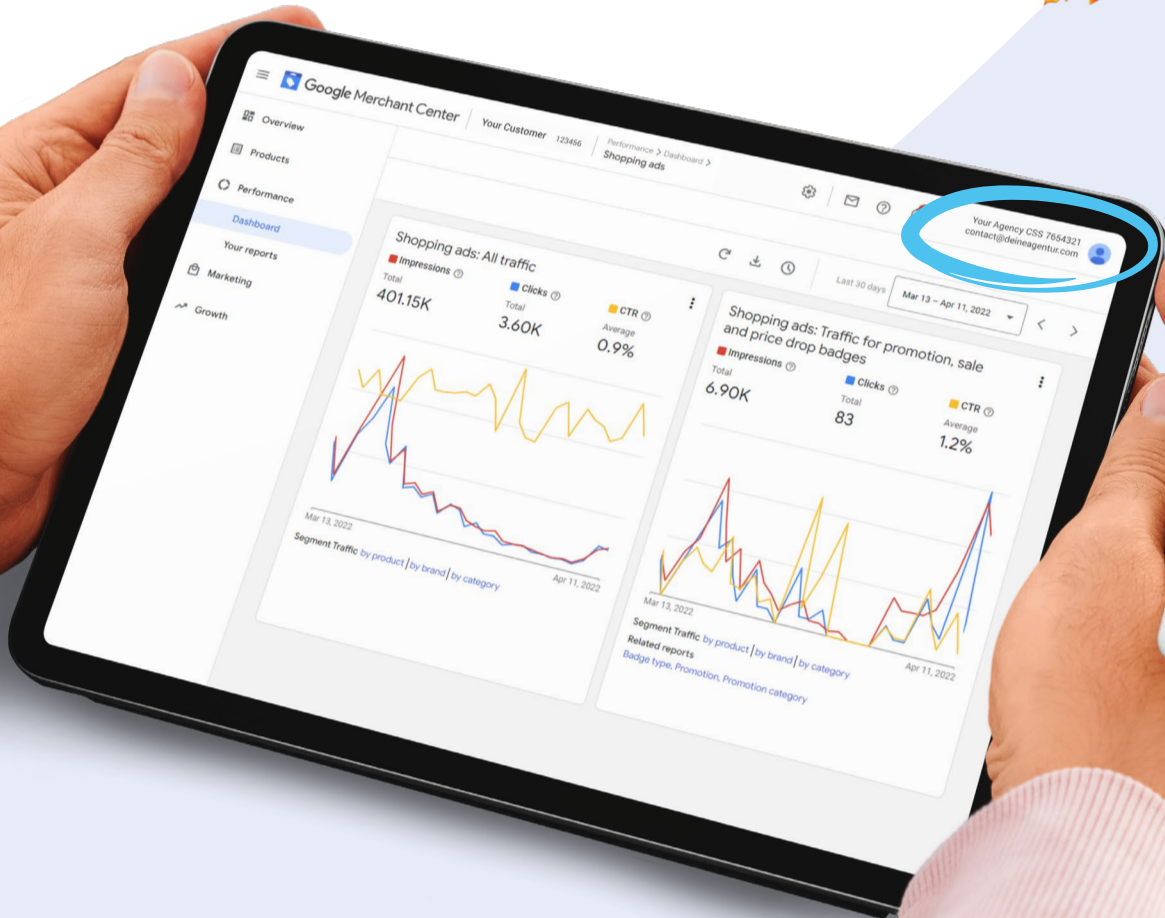 Google Merchant Center
Your Customer 123456
Performance > Dashboard >
Shopping ads
Your Agency CSS 7654321
contact@deineagentur.com
Overview
Products
Performance
Dashboard
Your reports
Marketing
Growth
Last 30 days
Mar 13 – Apr 11, 2022
Shopping ads: All traffic
Impressions
Total
401.15K
Clicks
Total
3.60K
CTR
Average
0.9%
Mar 13, 2022
Apr 11, 2022
Segment Traffic by product | by brand | by category
Shopping ads: Traffic for promotion, sale
and price drop badges
Impressions
Total
6.90K
Clicks
Total
83
CTR
Average
1.2%
Mar 13, 2022
Apr 11, 2022
Segment Traffic by product | by brand | by category
Related reports
Badge type, Promotion, Promotion category